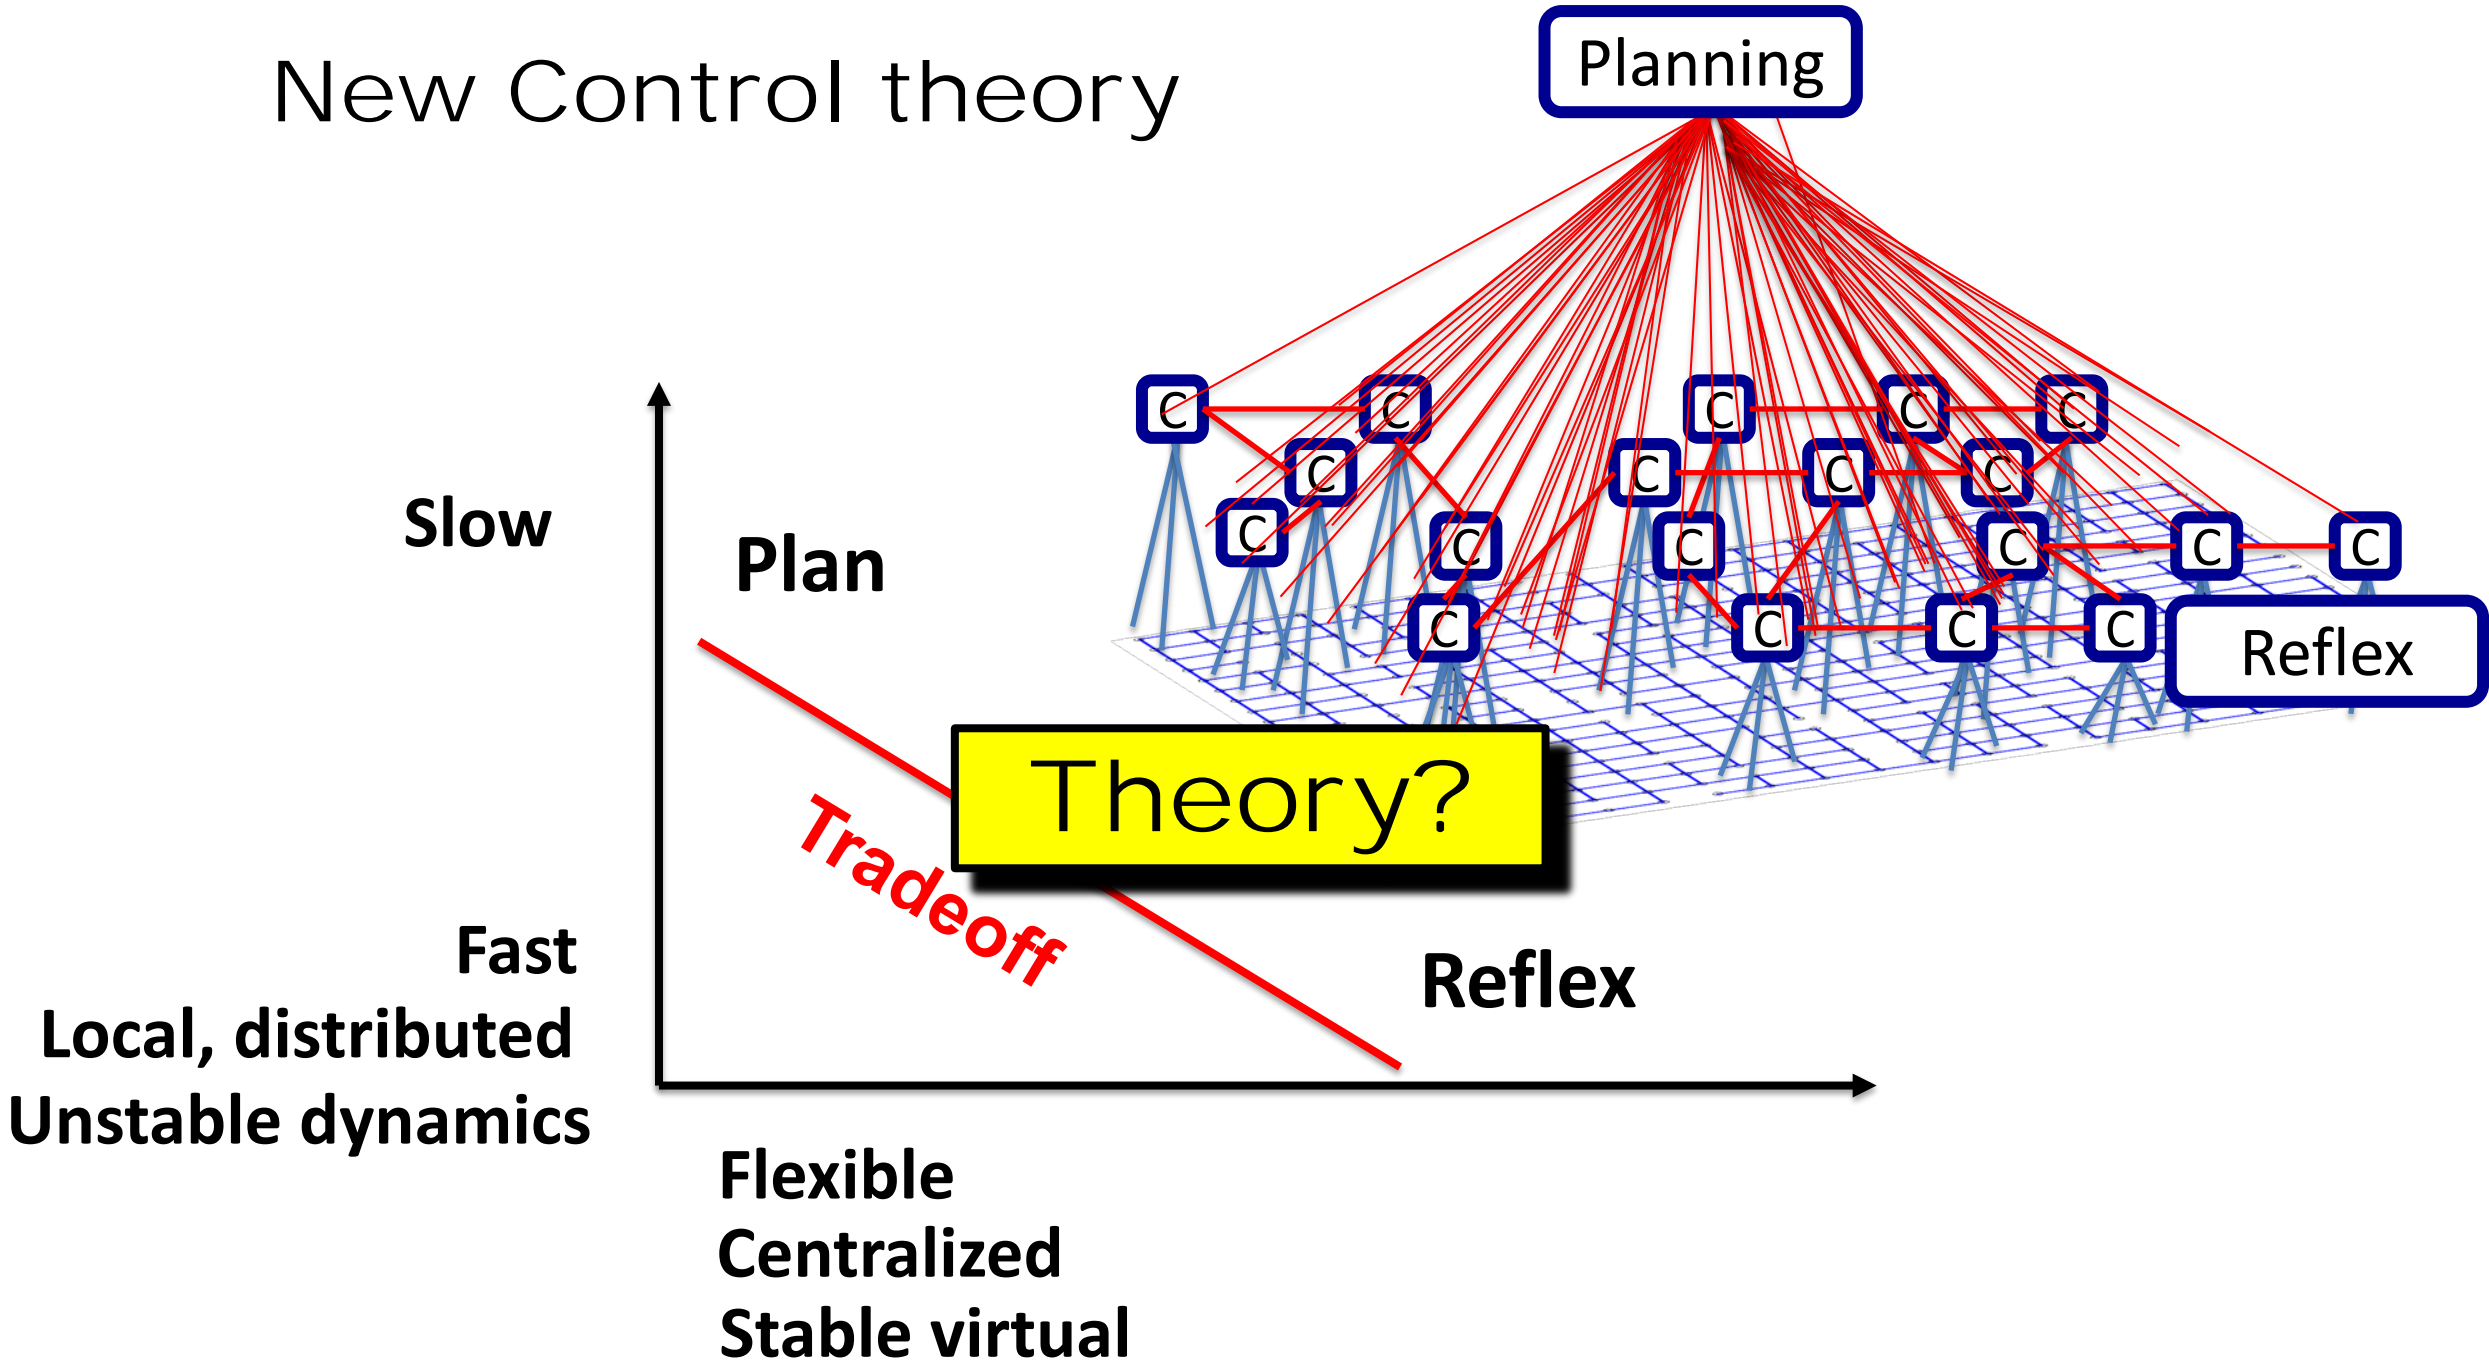 New Control theory
Planning
C C C C C
C C C C
C C C C C C
C C C C
Reflex
Slow
Plan
Theory?
Tradeoff
Fast
Local, distributed
Unstable dynamics
Reflex
Flexible
Centralized
Stable virtual